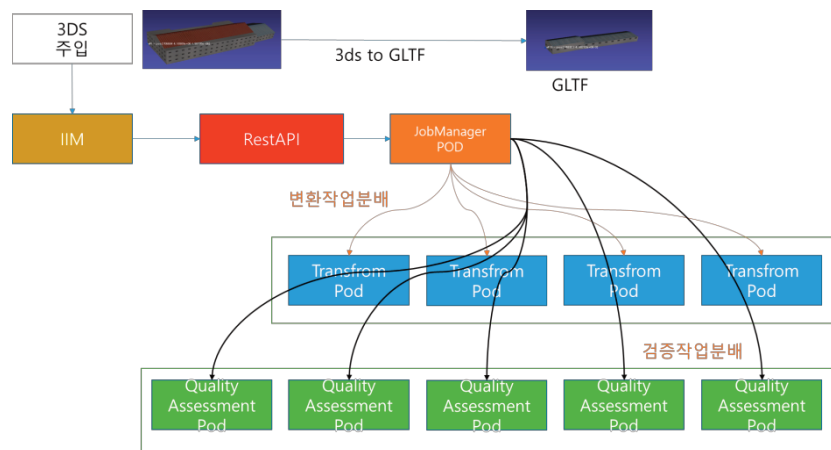 3DS
주입
3ds to GLTF
GLTF
IIM
RestAPI
JobManager
POD
변환작업분배
Transfrom
Pod
Transfrom
Pod
Transfrom
Pod
Transfrom
Pod
검증작업분배
Quality
Assessment
Pod
Quality
Assessment
Pod
Quality
Assessment
Pod
Quality
Assessment
Pod
Quality
Assessment
Pod